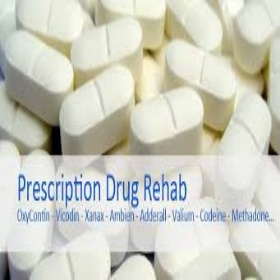 Prescription Drug Rehab
OxyContin - Vicodin - Xanax - Ambien - Adderall - Valium - Codeine - Methadone...